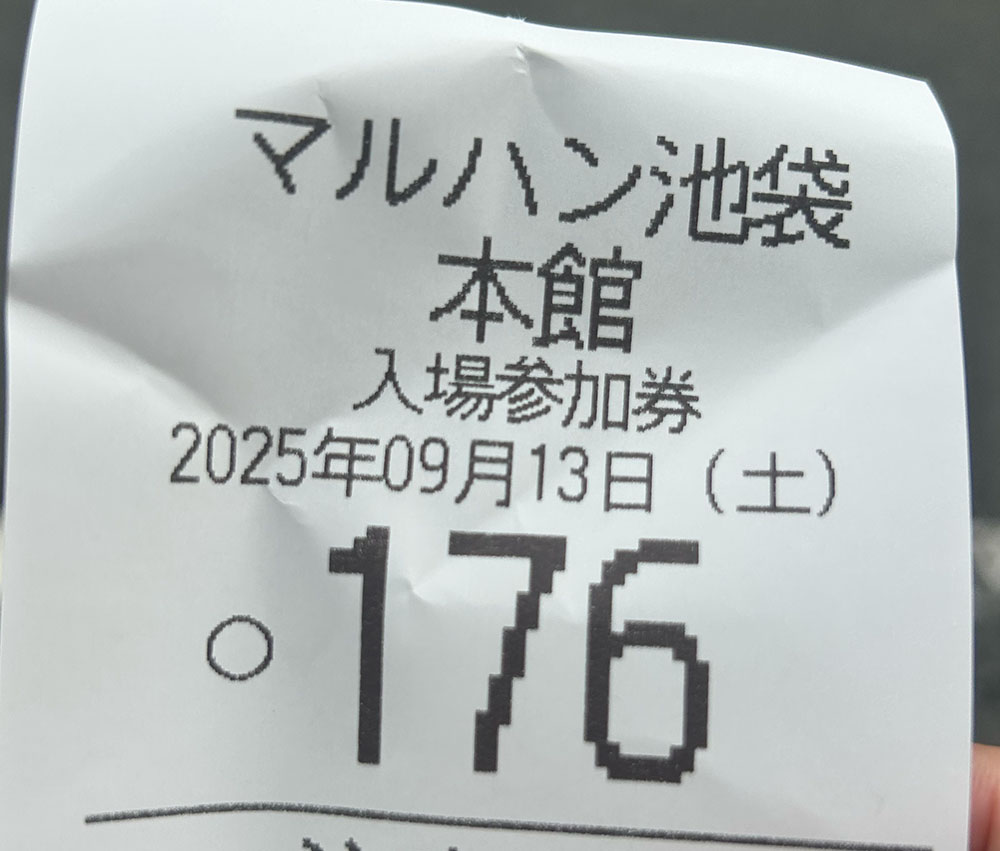 マルハン池袋
本館
入場参加券
2025年09月13日（土）
○176